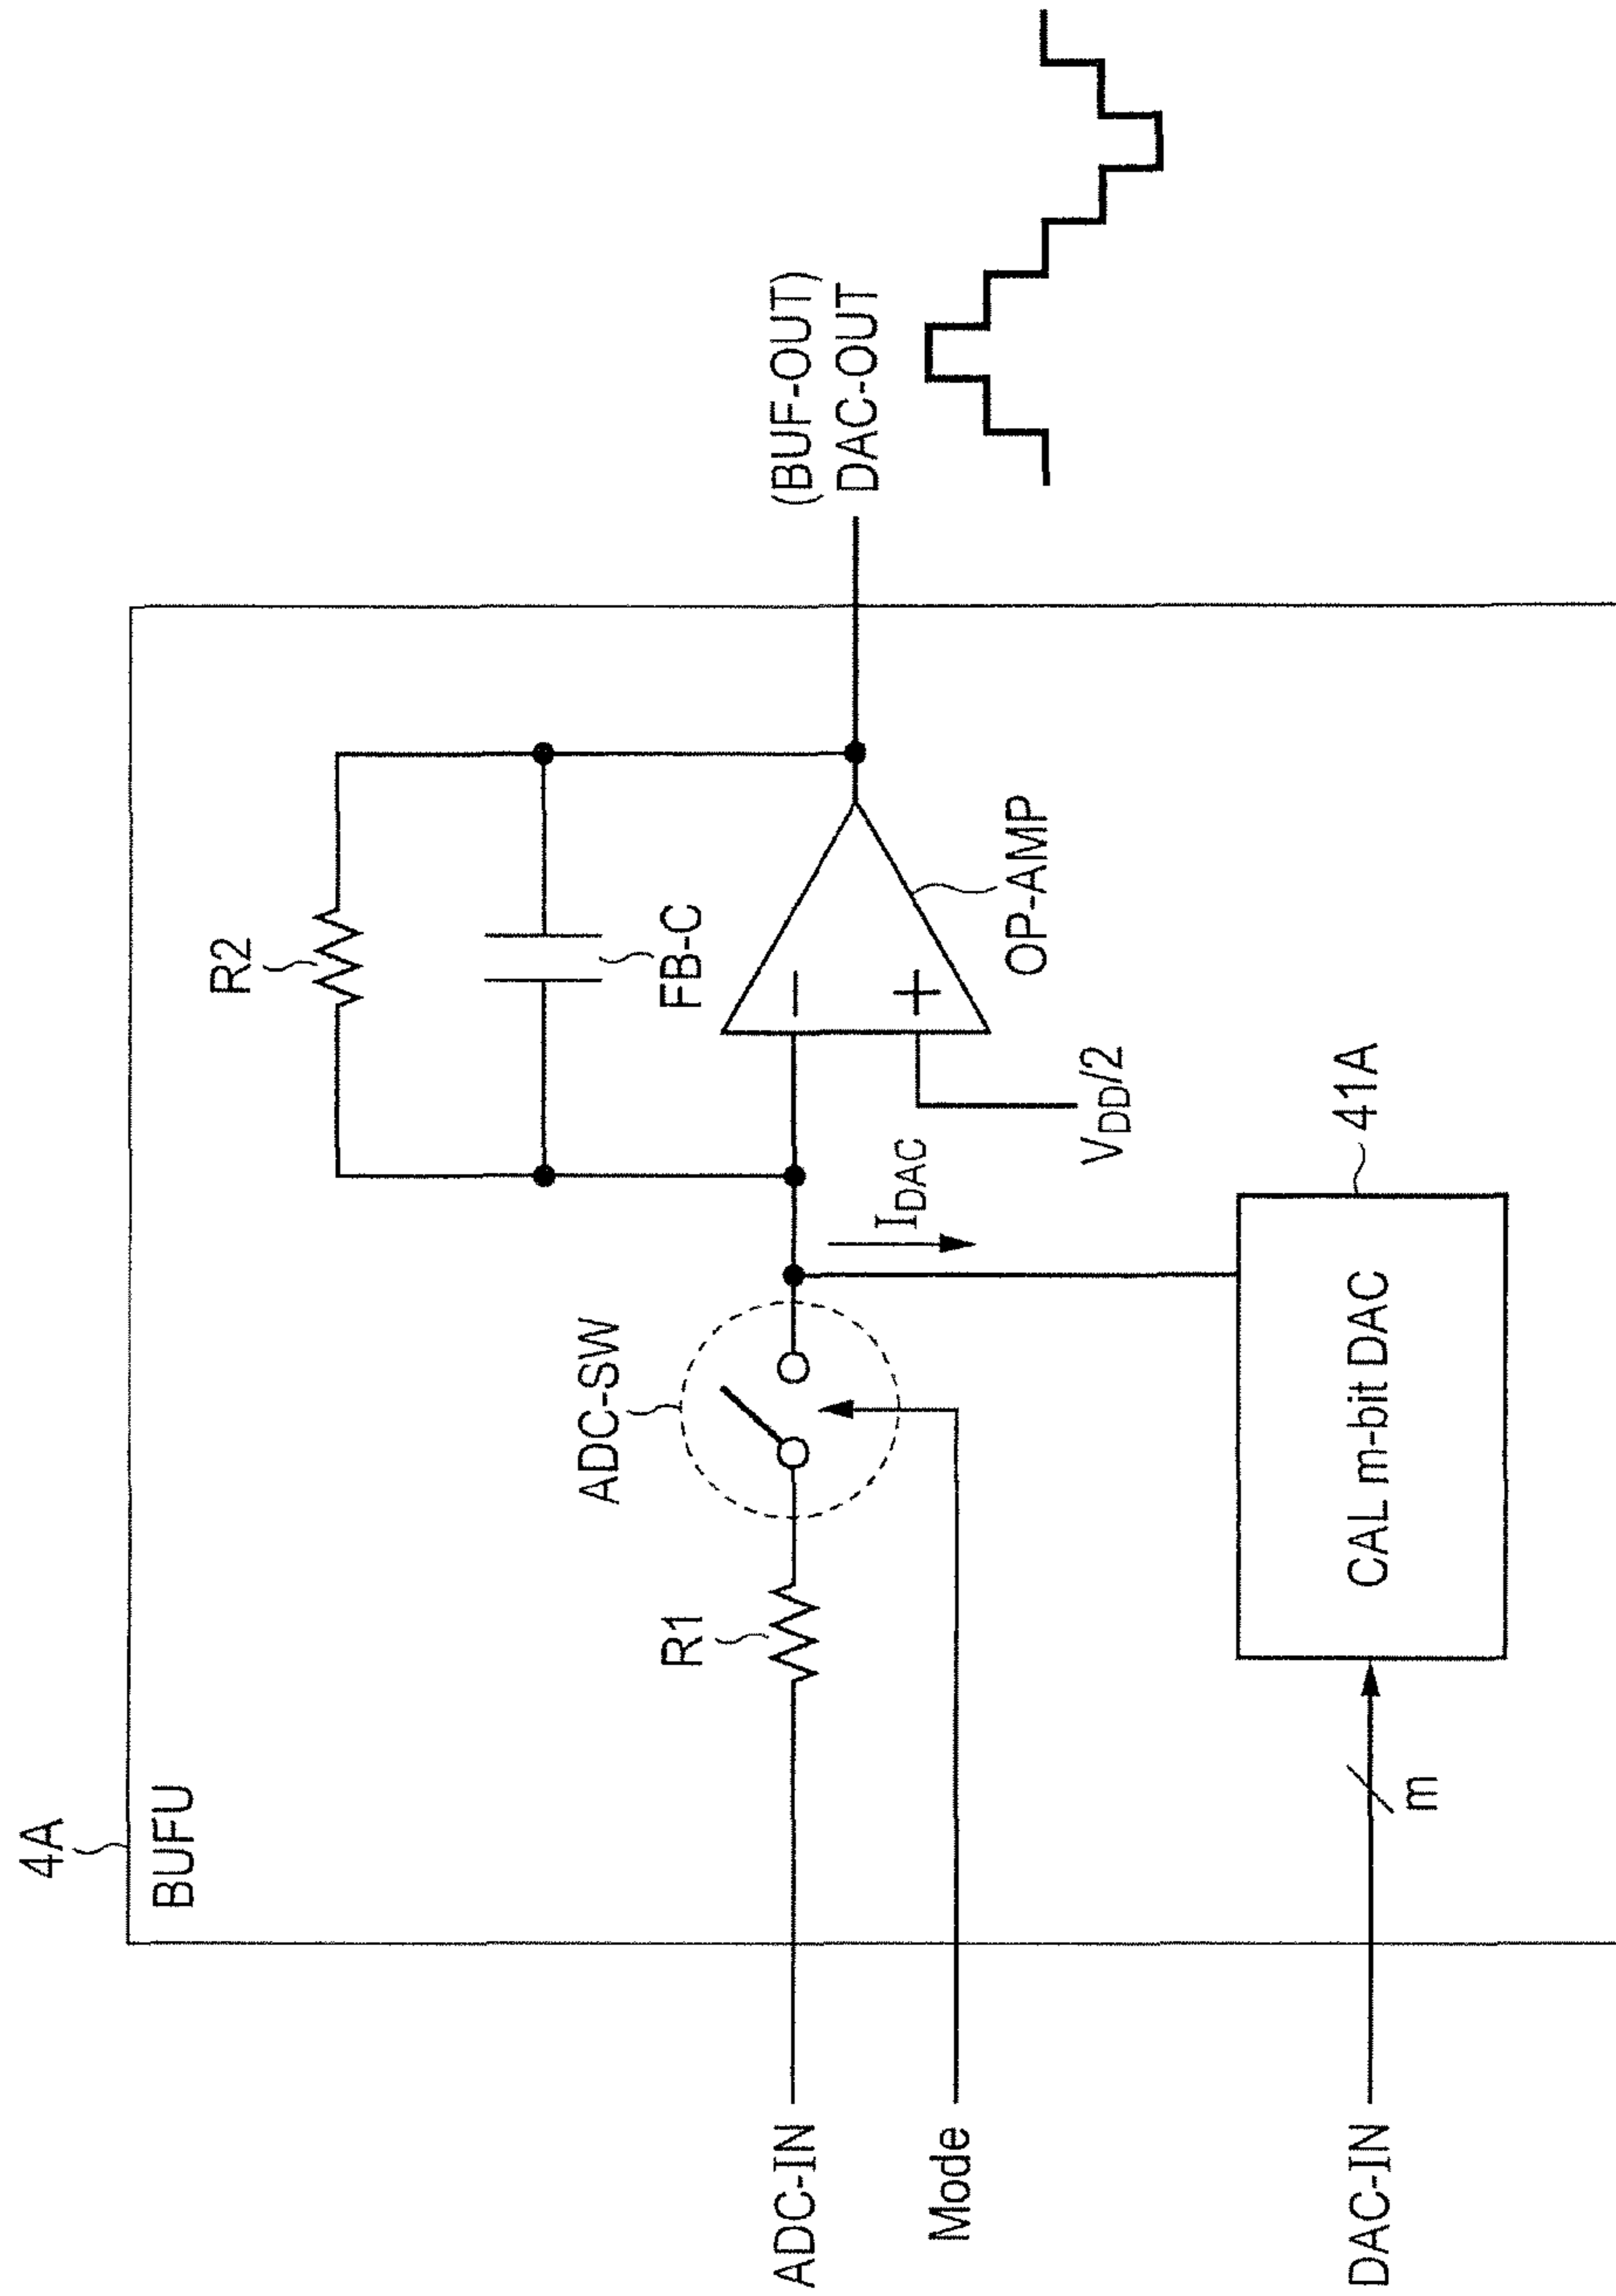 4A
BUFU
R2
FB-C
(BUF-OUT)
DAC-OUT
ADC-SW
R1
ADC-IN
−
+
I_DAC
OP-AMP
V_DD/2
Mode
41A
CAL m-bit DAC
DAC-IN
m